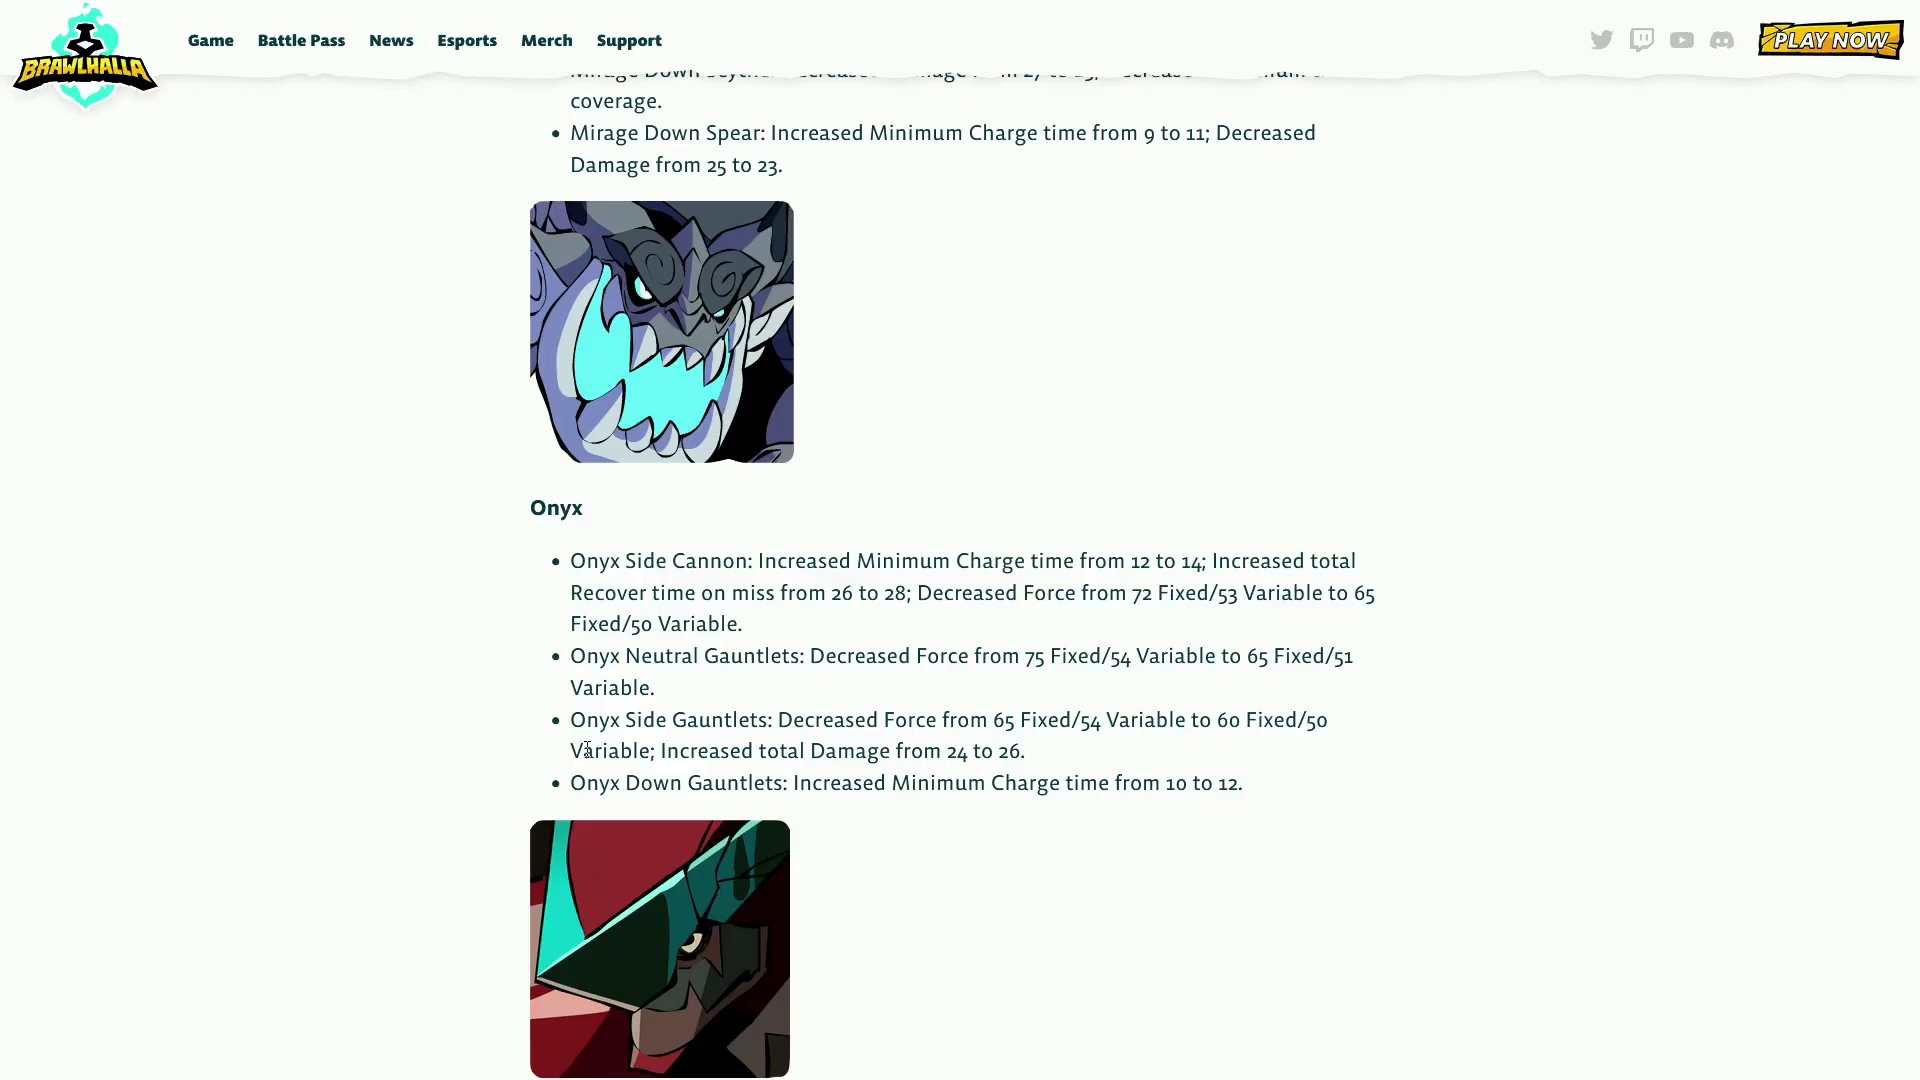 BRAWLHALLA
Game Battle Pass News Esports Merch Support
PLAY NOW
coverage.
• Mirage Down Spear: Increased Minimum Charge time from 9 to 11; Decreased
Damage from 25 to 23.
Onyx
• Onyx Side Cannon: Increased Minimum Charge time from 12 to 14; Increased total
Recover time on miss from 26 to 28; Decreased Force from 72 Fixed/53 Variable to 65
Fixed/50 Variable.
• Onyx Neutral Gauntlets: Decreased Force from 75 Fixed/54 Variable to 65 Fixed/51
Variable.
• Onyx Side Gauntlets: Decreased Force from 65 Fixed/54 Variable to 60 Fixed/50
Variable; Increased total Damage from 24 to 26.
• Onyx Down Gauntlets: Increased Minimum Charge time from 10 to 12.